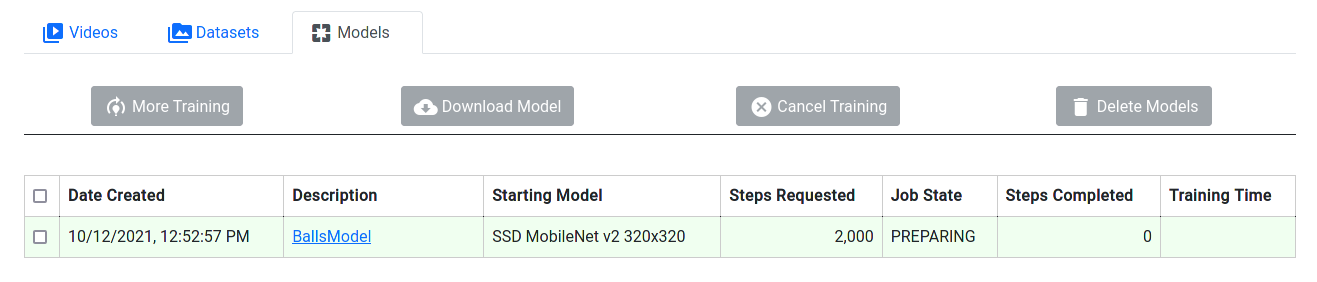 Videos Datasets Models
More Training Download Model Cancel Training Delete Models
Date Created Description Starting Model Steps Requested Job State Steps Completed Training Time
10/12/2021, 12:52:57 PM BallsModel SSD MobileNet v2 320x320 2,000 PREPARING 0